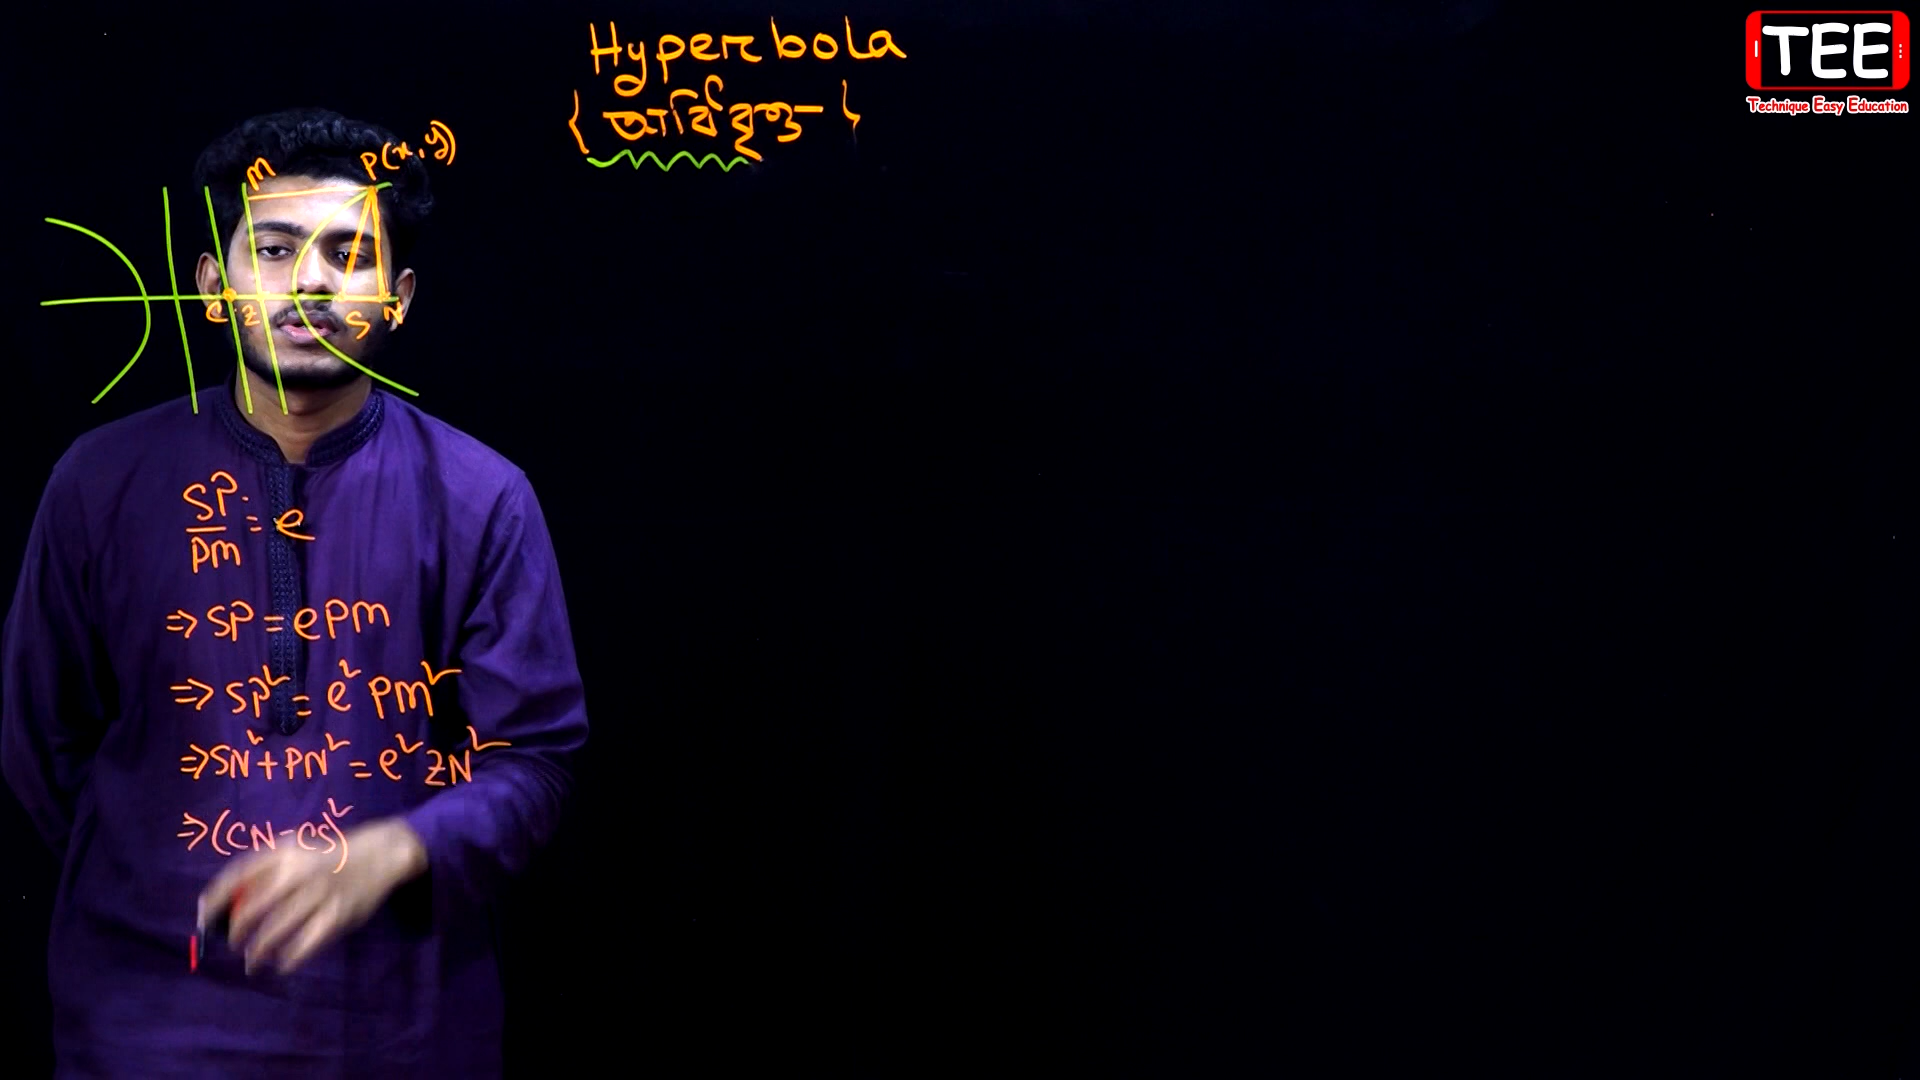 Hyperbola
{অধিবৃত্ত}
TEE
Technique Easy Education
M
P(x, y)
C Z S N
SP/PM = e
⇒ SP = ePM
⇒ SP² = e² PM²
⇒ SN² + PN² = e² ZN²
⇒ (CN - CS)²